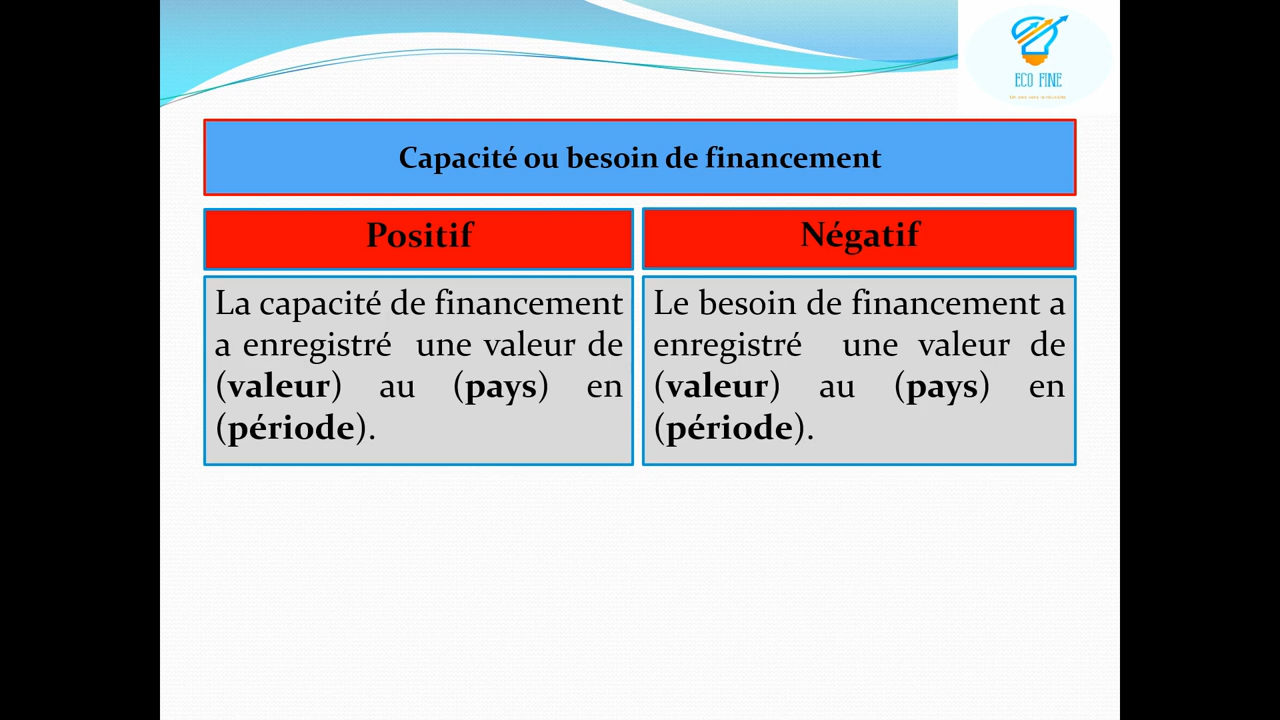 ECO FINE
Capacité ou besoin de financement
Positif
Négatif
La capacité de financement
a enregistré une valeur de
(valeur) au (pays) en
(période).
Le besoin de financement a
enregistré une valeur de
(valeur) au (pays) en
(période).